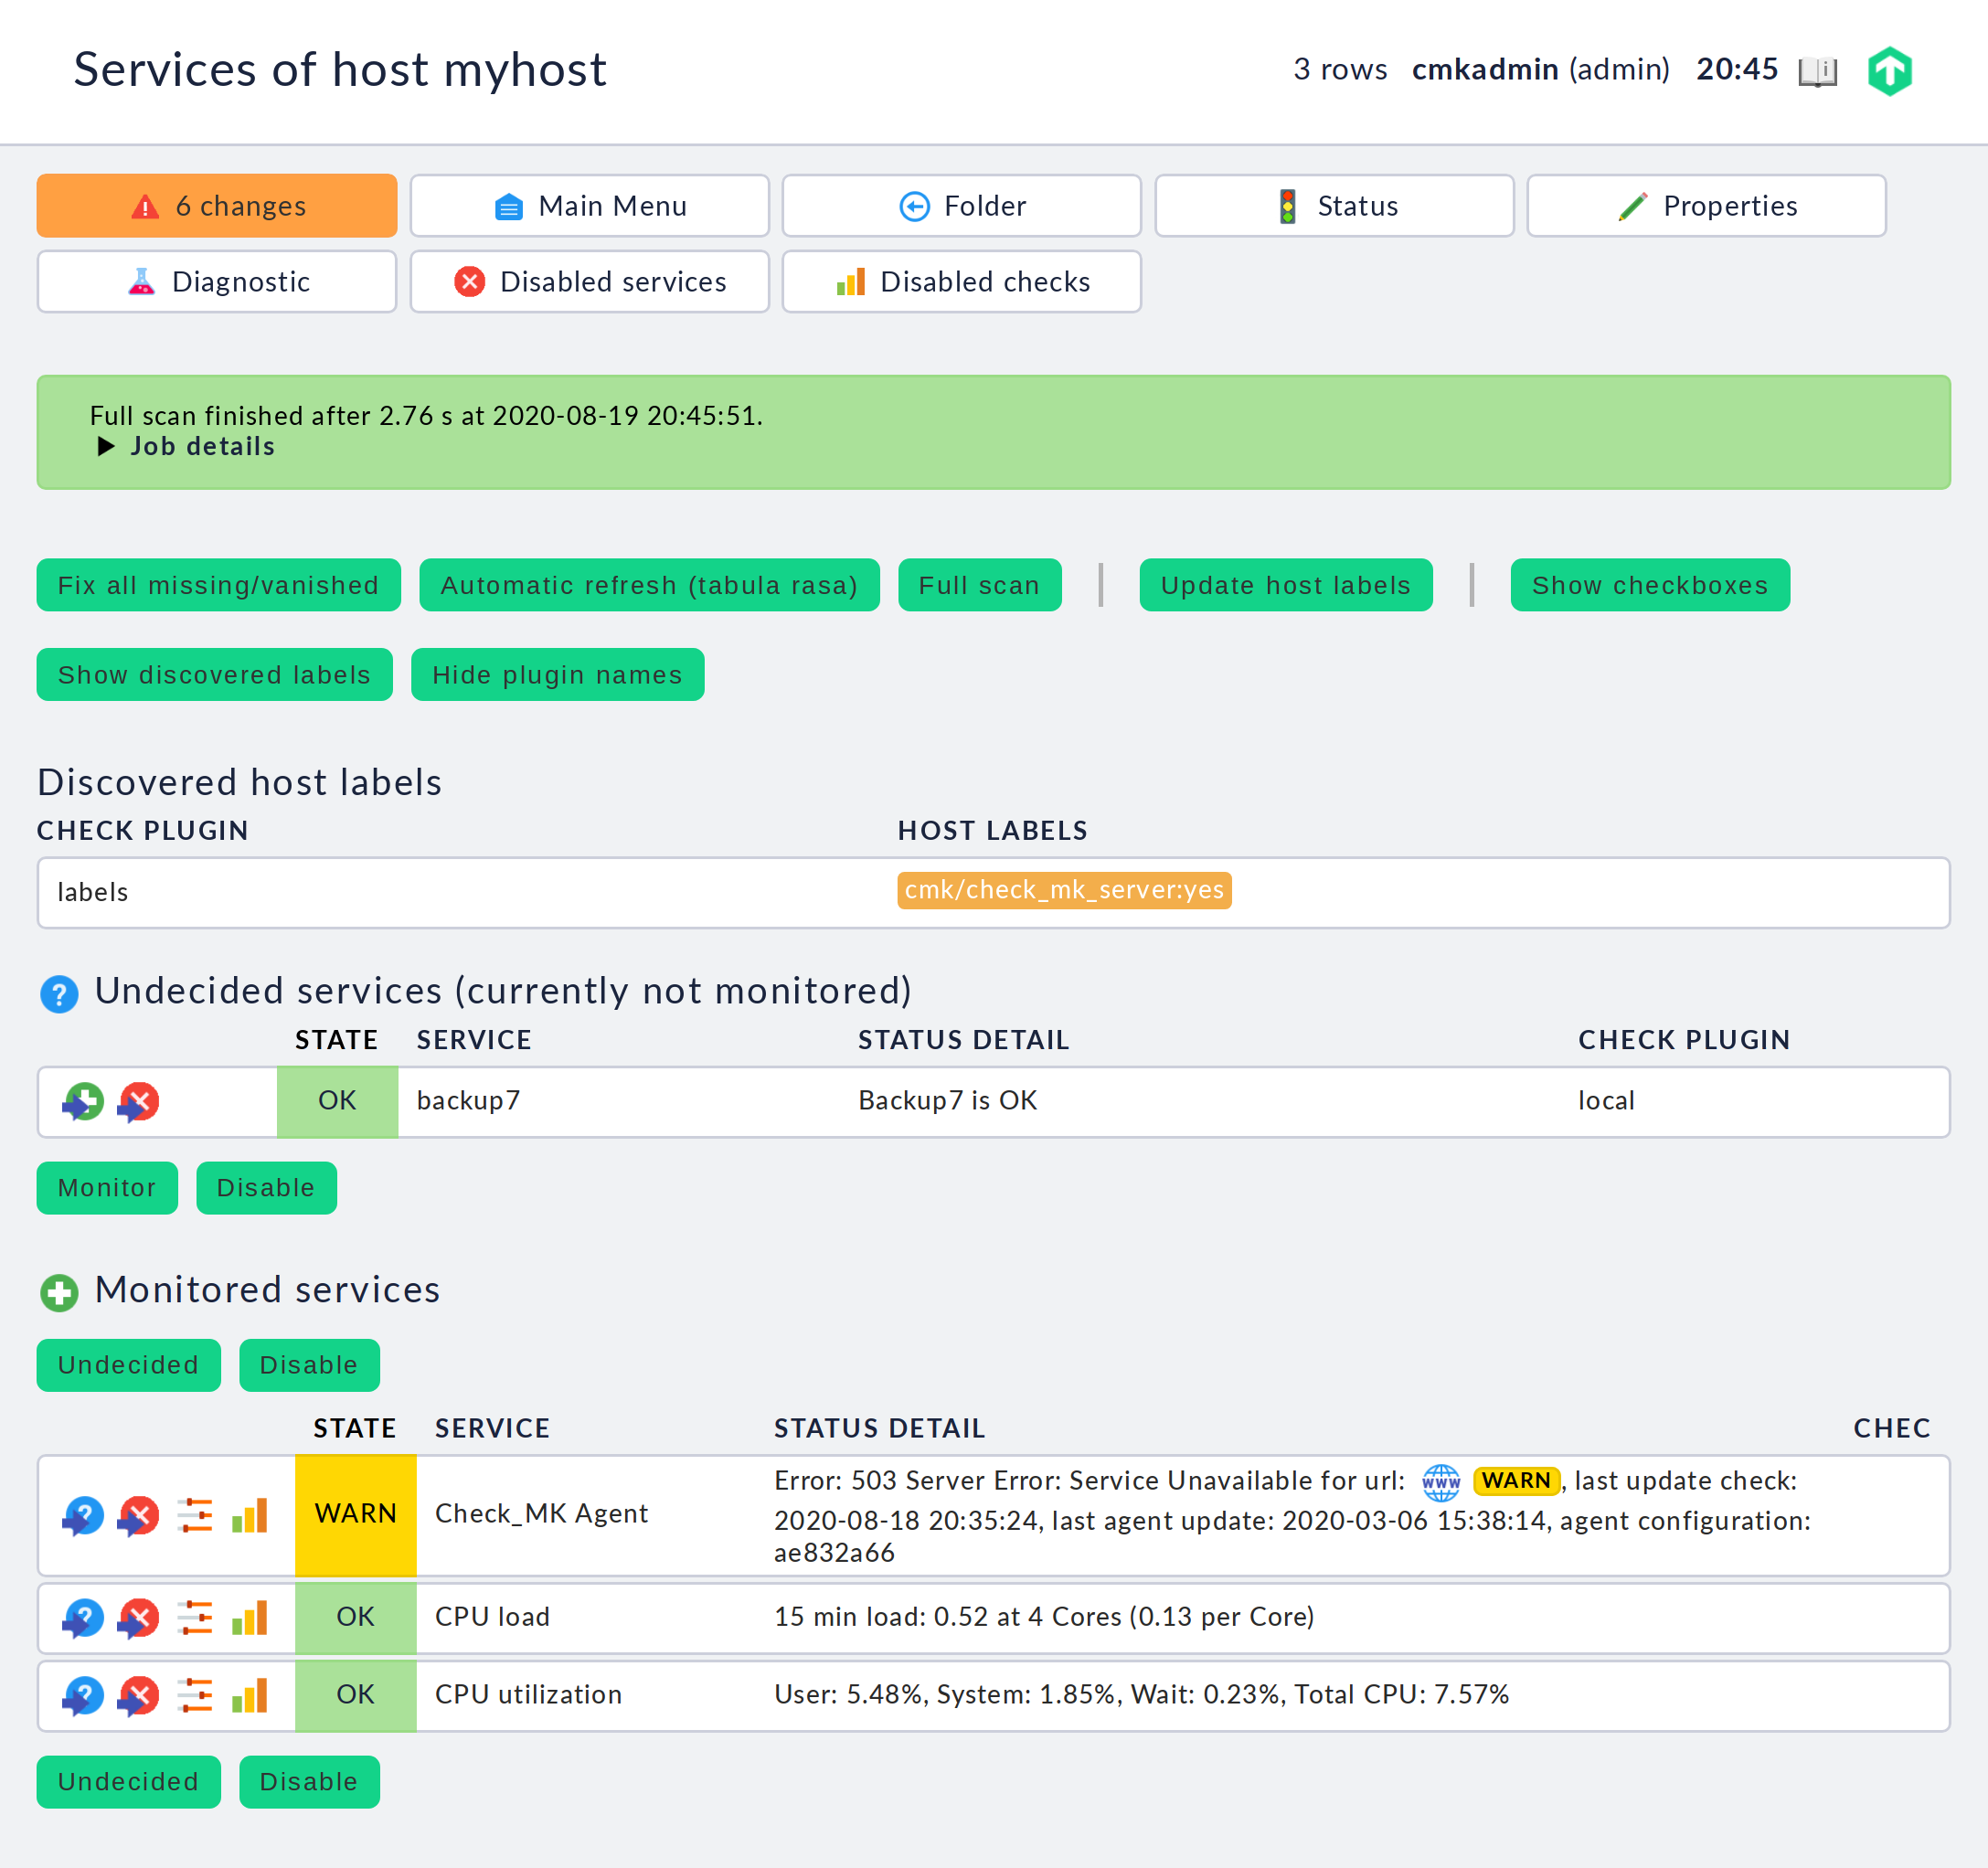 Services of host myhost
3 rows cmkadmin (admin) 20:45
6 changes Main Menu Folder Status Properties
Diagnostic Disabled services Disabled checks
Full scan finished after 2.76 s at 2020-08-19 20:45:51.
Job details
Fix all missing/vanished Automatic refresh (tabula rasa) Full scan | Update host labels | Show checkboxes
Show discovered labels Hide plugin names
Discovered host labels
CHECK PLUGIN HOST LABELS
labels cmk/check_mk_server:yes
Undecided services (currently not monitored)
STATE SERVICE STATUS DETAIL CHECK PLUGIN
OK backup7 Backup7 is OK local
Monitor Disable
Monitored services
Undecided Disable
STATE SERVICE STATUS DETAIL CHEC
WARN Check_MK Agent Error: 503 Server Error: Service Unavailable for url: www WARN, last update check:
2020-08-18 20:35:24, last agent update: 2020-03-06 15:38:14, agent configuration:
ae832a66
OK CPU load 15 min load: 0.52 at 4 Cores (0.13 per Core)
OK CPU utilization User: 5.48%, System: 1.85%, Wait: 0.23%, Total CPU: 7.57%
Undecided Disable